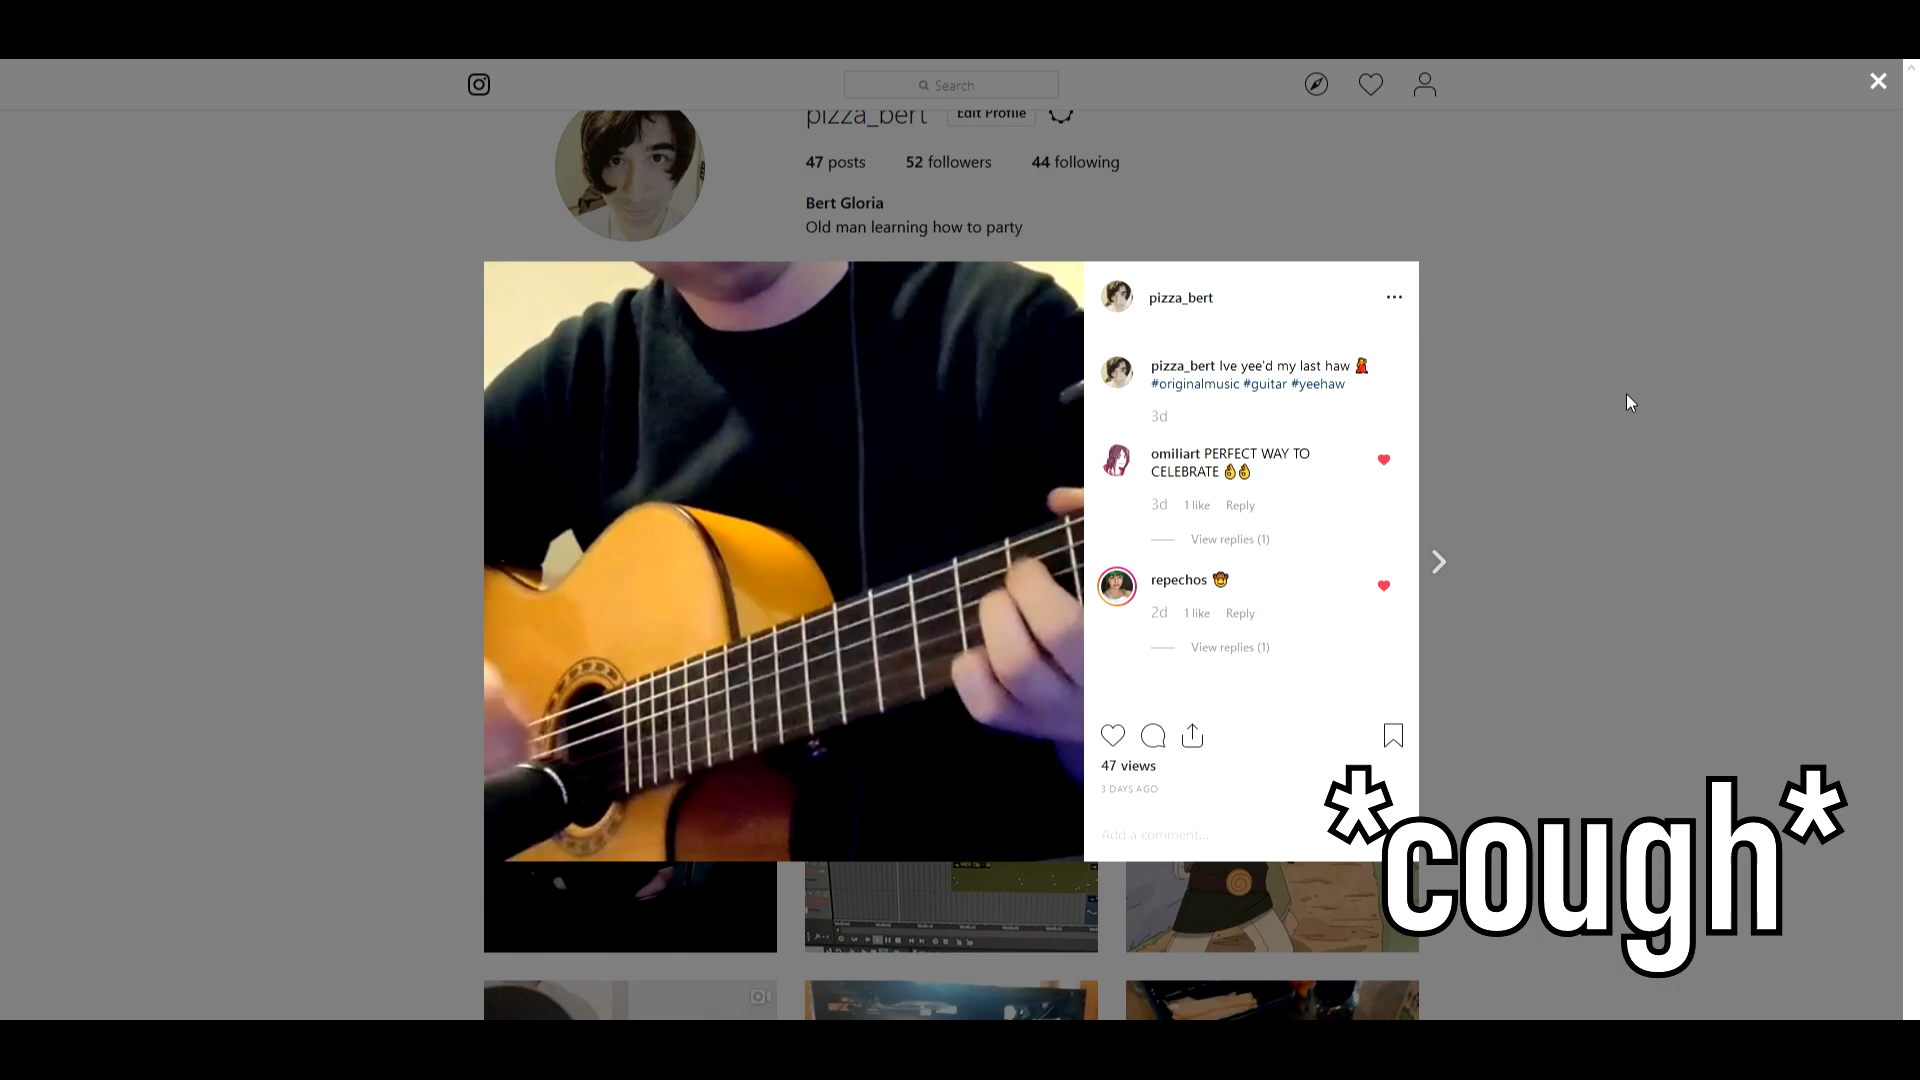 Search
pizza_bert Edit Profile
47 posts 52 followers 44 following
Bert Gloria
Old man learning how to party
pizza_bert
pizza_bert Ive yee'd my last haw 💃
#originalmusic #guitar #yeehaw
3d
omiliart PERFECT WAY TO
CELEBRATE 👌👌
3d 1 like Reply
View replies (1)
repechos 🤠
2d 1 like Reply
View replies (1)
47 views
3 DAYS AGO
Add a comment...
*cough*